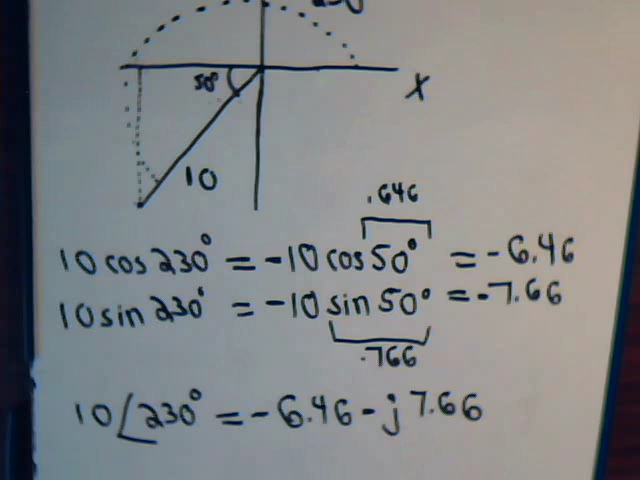 50°
X
10
.646
10 cos 230° = -10 cos 50° = -6.46
10 sin 230° = -10 sin 50° = -7.66
.766
10∠230° = -6.46 - j 7.66